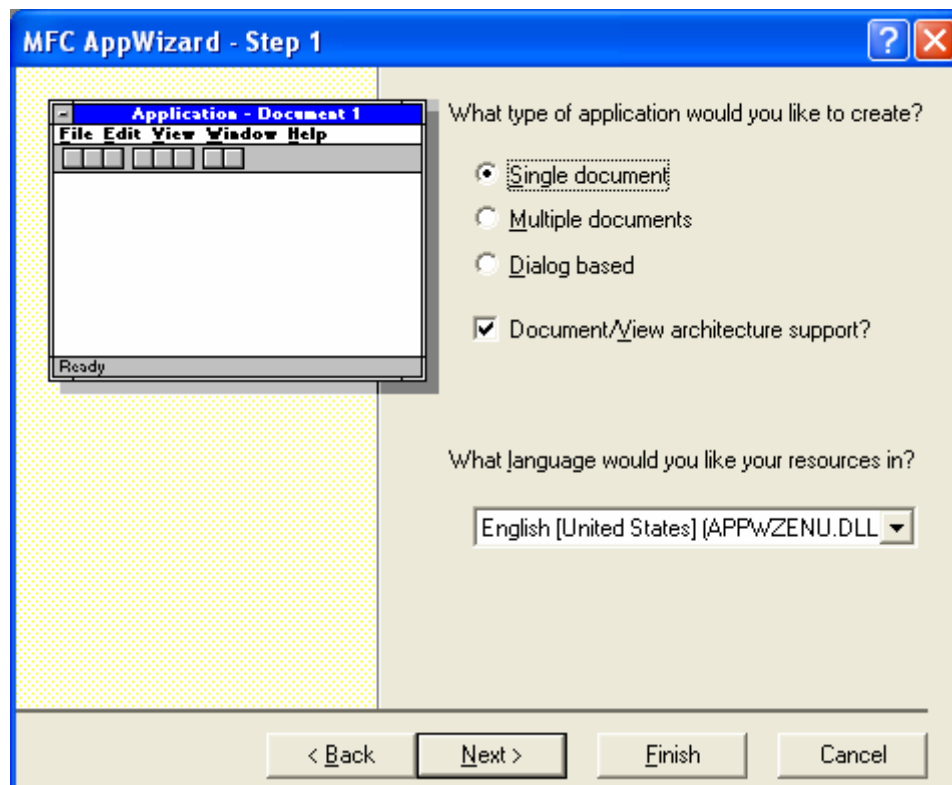 MFC AppWizard - Step 1
Application - Document 1
File Edit View Window Help
Ready
What type of application would you like to create?
Single document
Multiple documents
Dialog based
Document/View architecture support?
What language would you like your resources in?
English [United States] (APPWZENU.DLL
< Back
Next >
Finish
Cancel